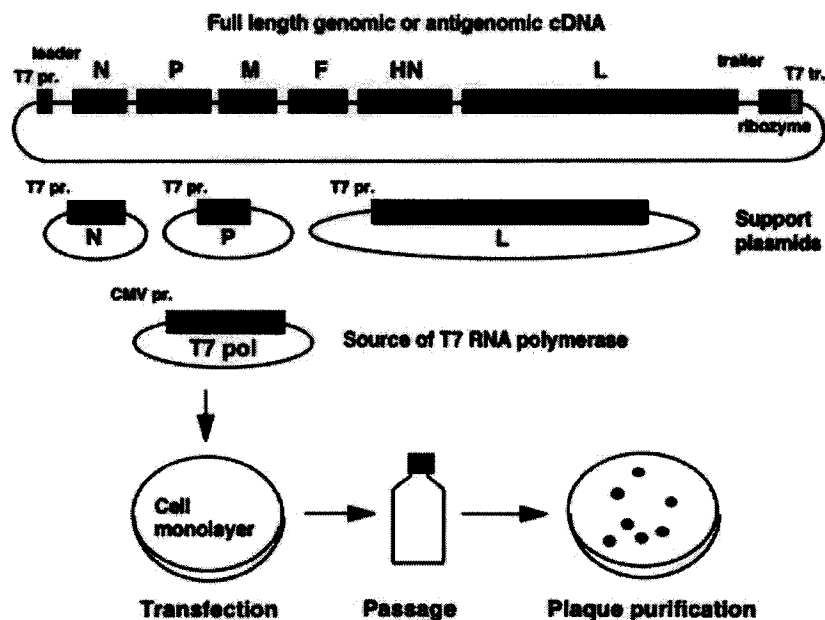 Full length genomic or antigenomic cDNA
leader
T7 pr.
N P M F HN L
trailer
T7 tr.
ribozyme
T7 pr. T7 pr. T7 pr.
N P L
Support
plasmids
CMV pr.
T7 pol
Source of T7 RNA polymerase
Cell
monolayer
Transfection Passage Plaque purification